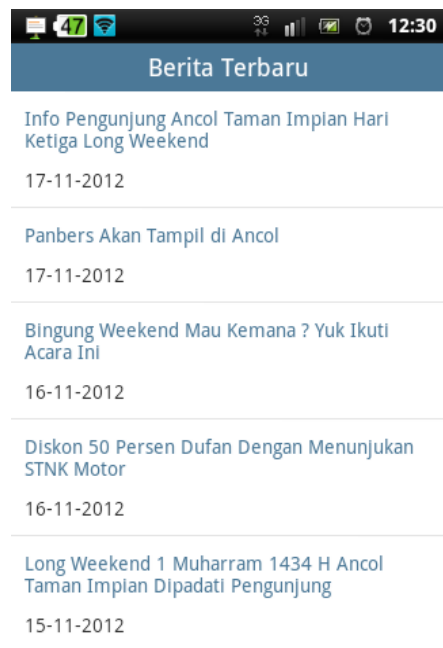 47
3G
12:30
Berita Terbaru
Info Pengunjung Ancol Taman Impian Hari
Ketiga Long Weekend
17-11-2012
Panbers Akan Tampil di Ancol
17-11-2012
Bingung Weekend Mau Kemana ? Yuk Ikuti
Acara Ini
16-11-2012
Diskon 50 Persen Dufan Dengan Menunjukan
STNK Motor
16-11-2012
Long Weekend 1 Muharram 1434 H Ancol
Taman Impian Dipadati Pengunjung
15-11-2012